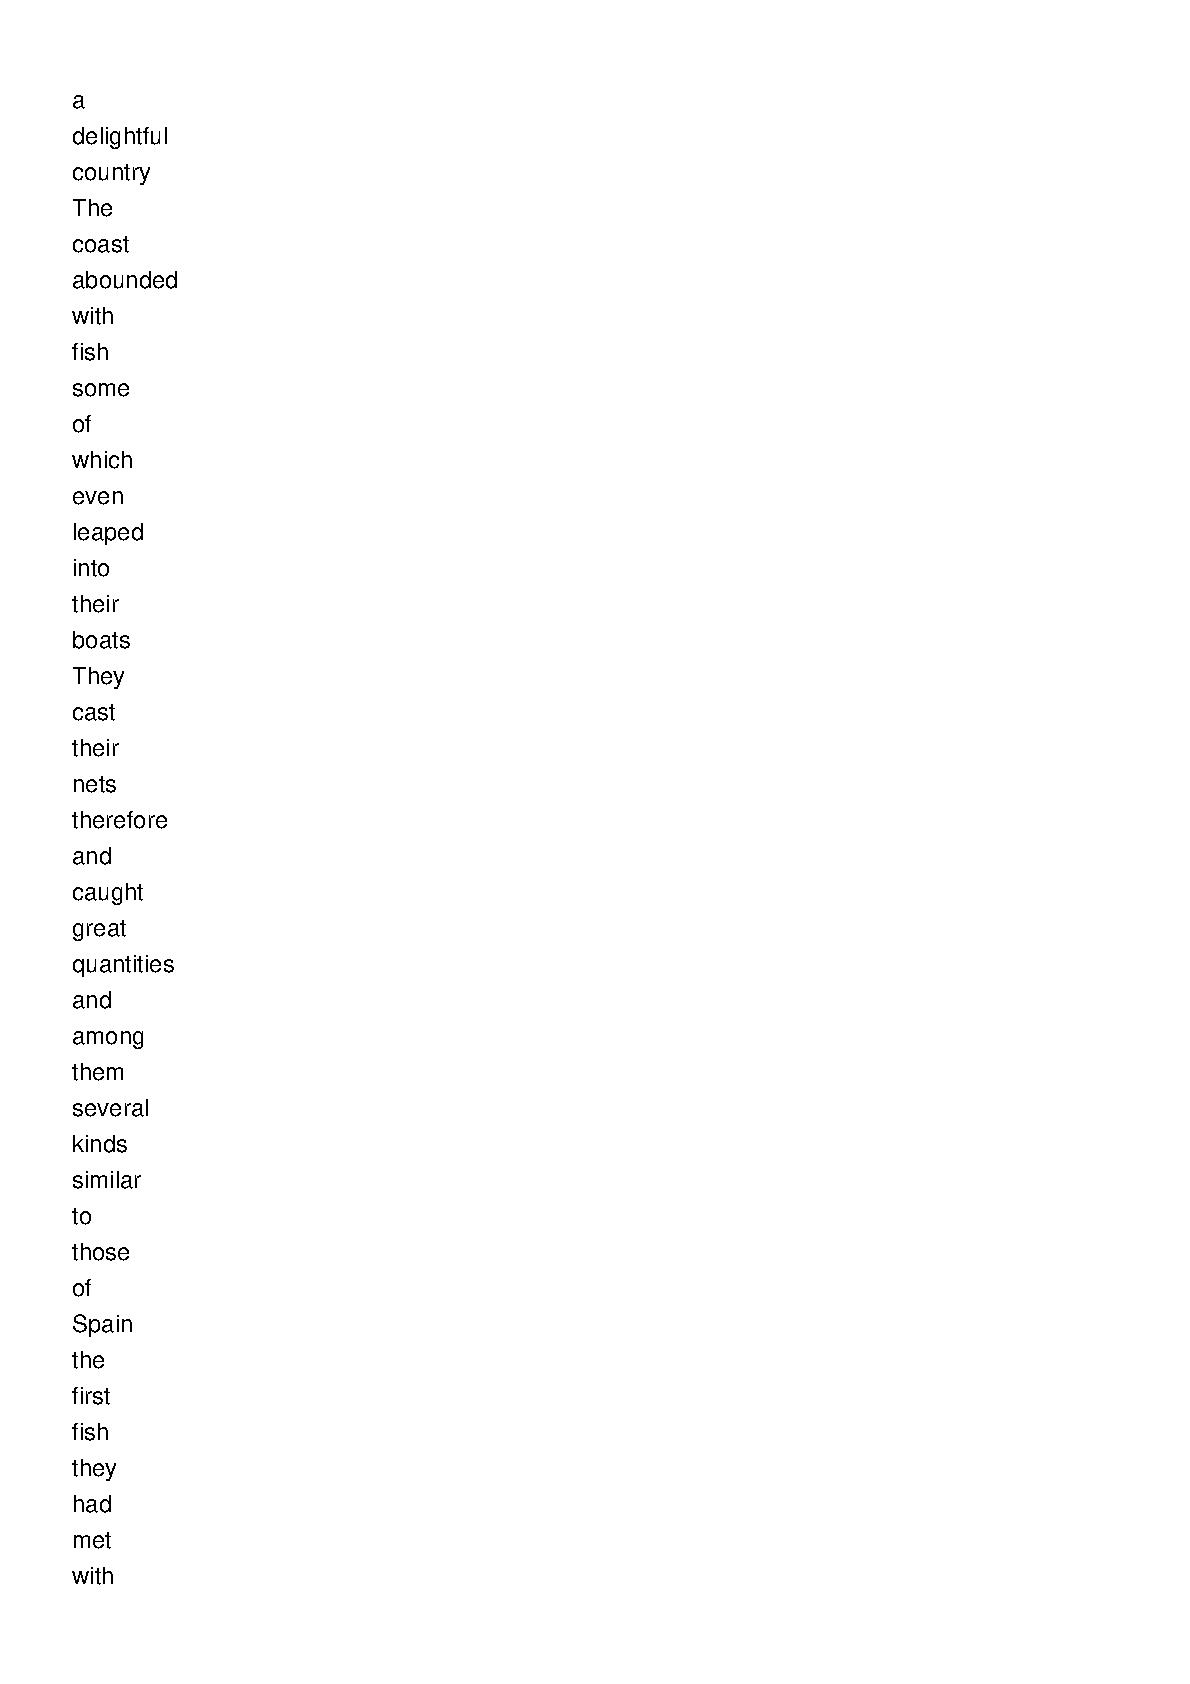 a
delightful
country
The
coast
abounded
with
fish
some
of
which
even
leaped
into
their
boats
They
cast
their
nets
therefore
and
caught
great
quantities
and
among
them
several
kinds
similar
to
those
of
Spain
the
first
fish
they
had
met
with